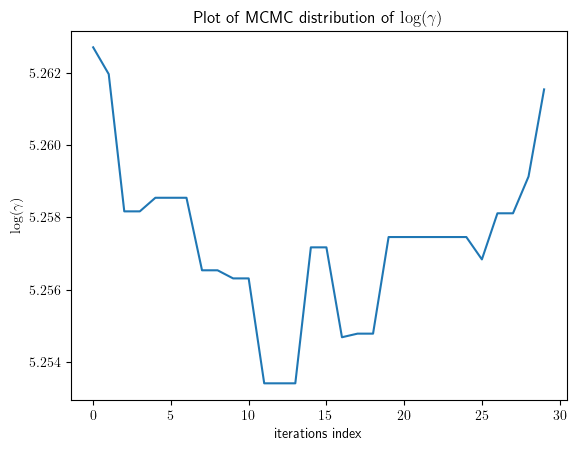 Plot of MCMC distribution of log(γ)
5.262
5.260
5.258
5.256
5.254
log(γ)
0 5 10 15 20 25 30
iterations index